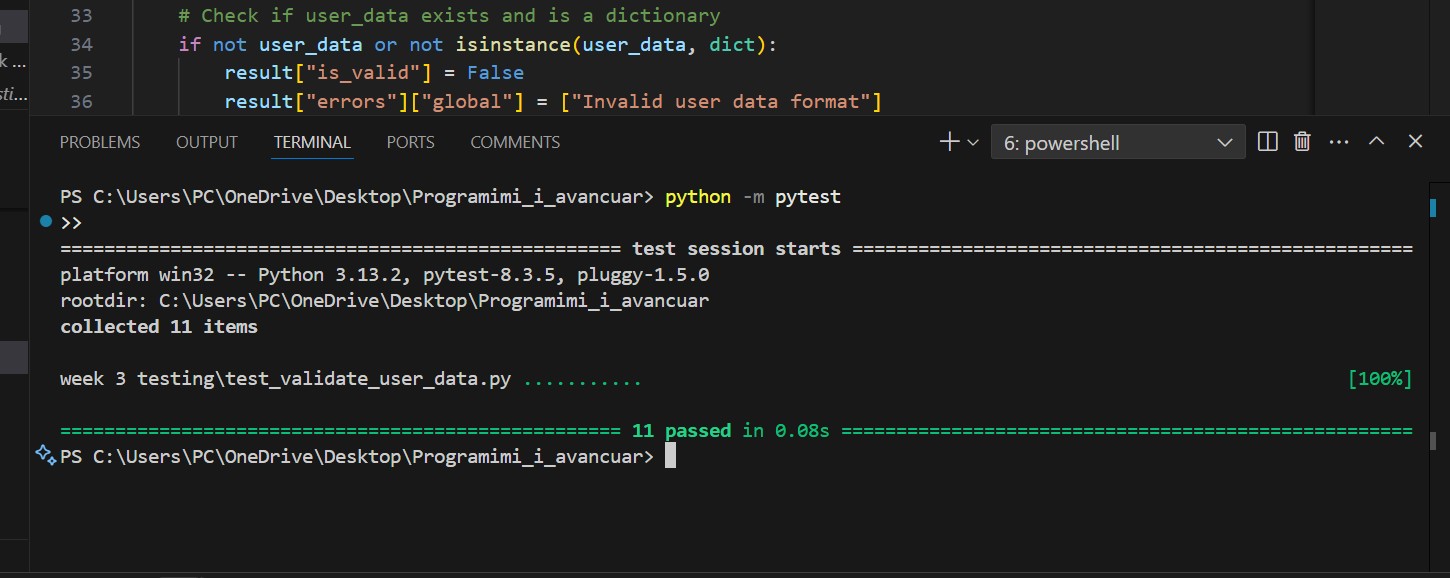 33 # Check if user_data exists and is a dictionary
34 if not user_data or not isinstance(user_data, dict):
k ... 35 result["is_valid"] = False
sti... 36 result["errors"]["global"] = ["Invalid user data format"]
PROBLEMS OUTPUT TERMINAL PORTS COMMENTS 6: powershell
PS C:\Users\PC\OneDrive\Desktop\Programimi_i_avancuar> python -m pytest
>>
=================================================== test session starts ===================================================
platform win32 -- Python 3.13.2, pytest-8.3.5, pluggy-1.5.0
rootdir: C:\Users\PC\OneDrive\Desktop\Programimi_i_avancuar
collected 11 items
week 3 testing\test_validate_user_data.py ........... [100%]
=================================================== 11 passed in 0.08s ====================================================
PS C:\Users\PC\OneDrive\Desktop\Programimi_i_avancuar>